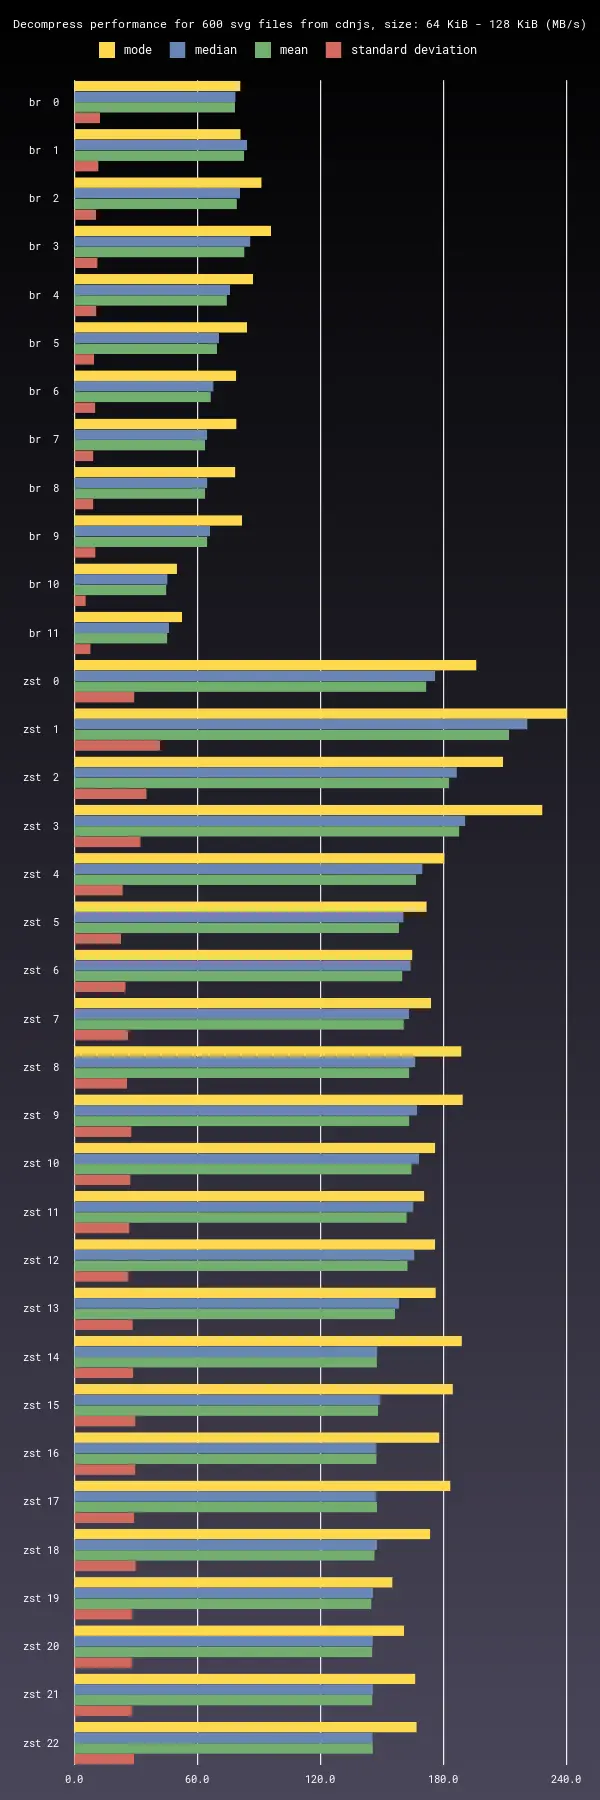 Decompress performance for 600 svg files from cdnjs, size: 64 KiB - 128 KiB (MB/s)
mode median mean standard deviation
br 0
br 1
br 2
br 3
br 4
br 5
br 6
br 7
br 8
br 9
br 10
br 11
zst 0
zst 1
zst 2
zst 3
zst 4
zst 5
zst 6
zst 7
zst 8
zst 9
zst 10
zst 11
zst 12
zst 13
zst 14
zst 15
zst 16
zst 17
zst 18
zst 19
zst 20
zst 21
zst 22
0.0 60.0 120.0 180.0 240.0